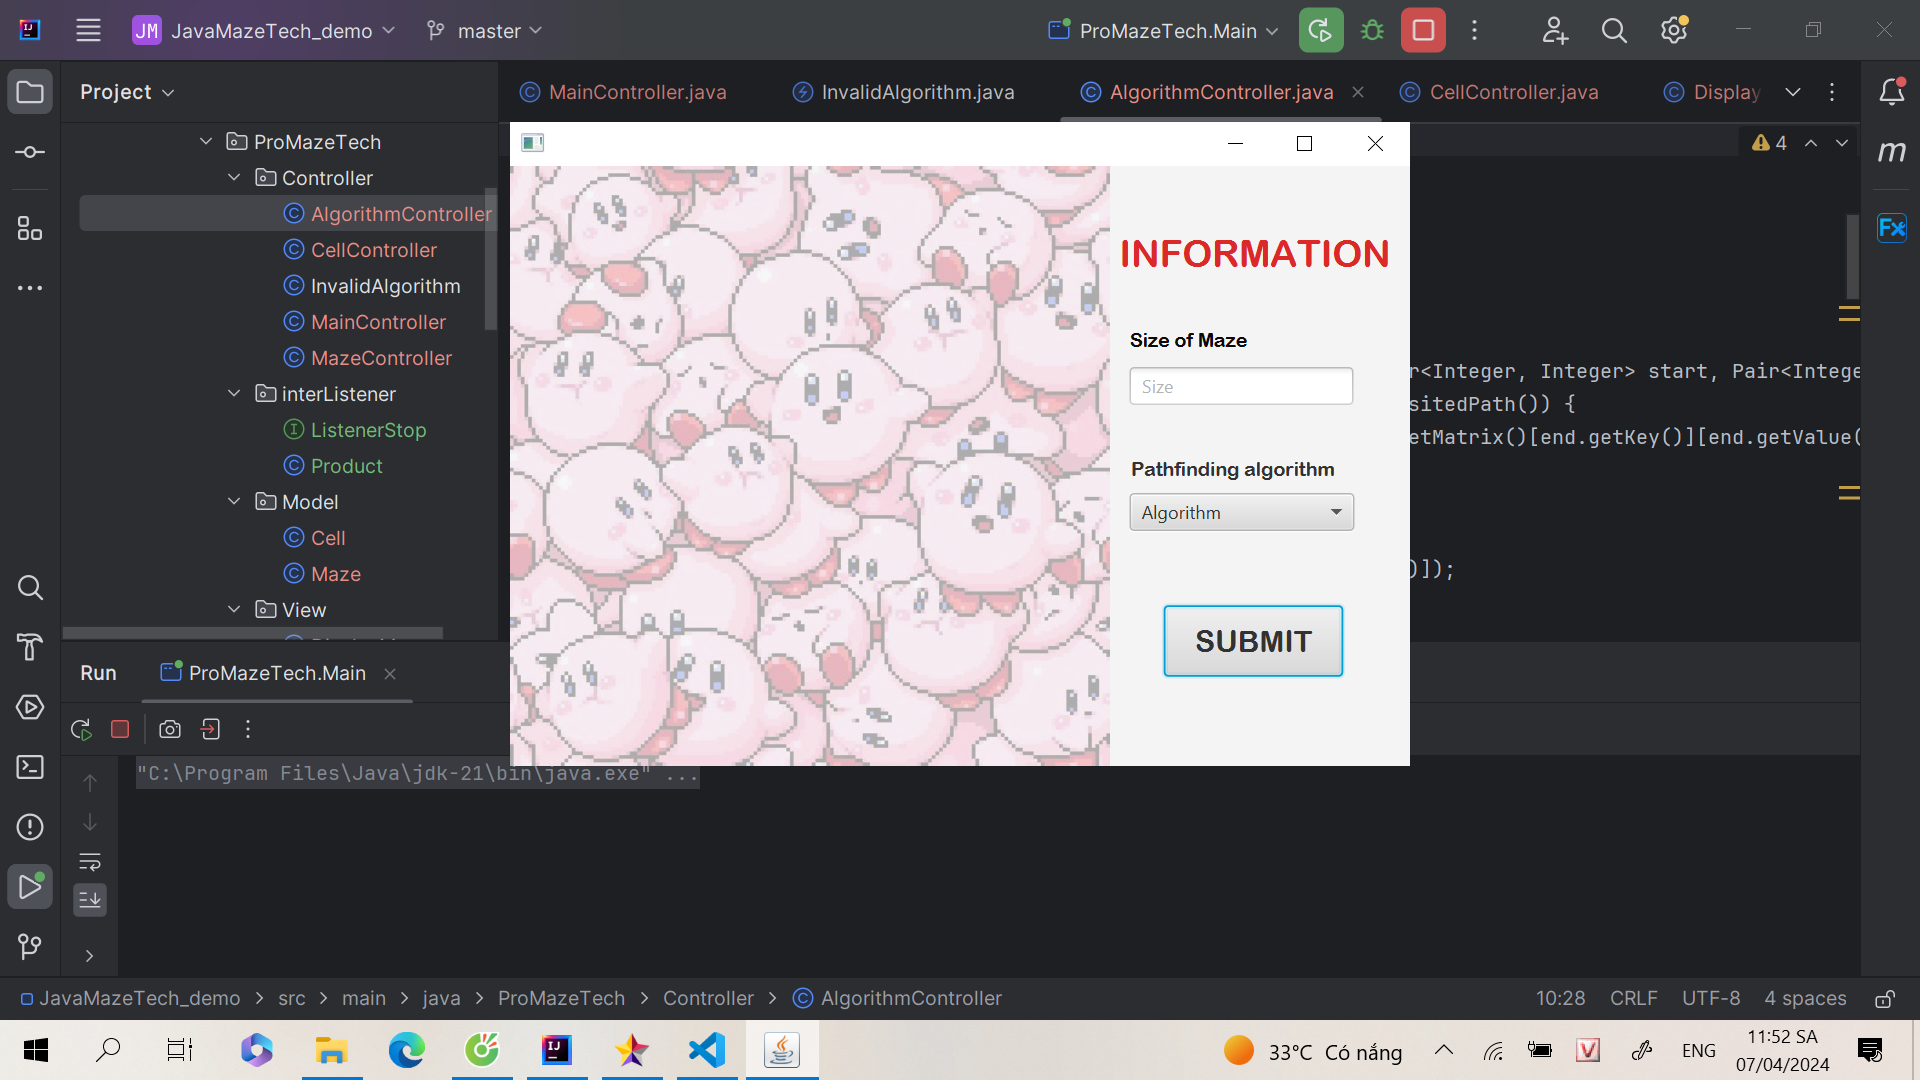 JM JavaMazeTech_demo master ProMazeTech.Main
Project
MainController.java InvalidAlgorithm.java AlgorithmController.java CellController.java Display
4
ProMazeTech
Controller
AlgorithmController
CellController
InvalidAlgorithm
MainController
MazeController
interListener
ListenerStop
Product
Model
Cell
Maze
View
INFORMATION
Size of Maze
Size
Pathfinding algorithm
Algorithm
SUBMIT
r<Integer, Integer> start, Pair<Intege
sitedPath()) {
etMatrix()[end.getKey()][end.getValue(
)]);
m
Fx
Run ProMazeTech.Main
"C:\Program Files\Java\jdk-21\bin\java.exe" ...
JavaMazeTech_demo > src > main > java > ProMazeTech > Controller > AlgorithmController
10:28 CRLF UTF-8 4 spaces
33°C Có nắng
V
ENG
11:52 SA
07/04/2024